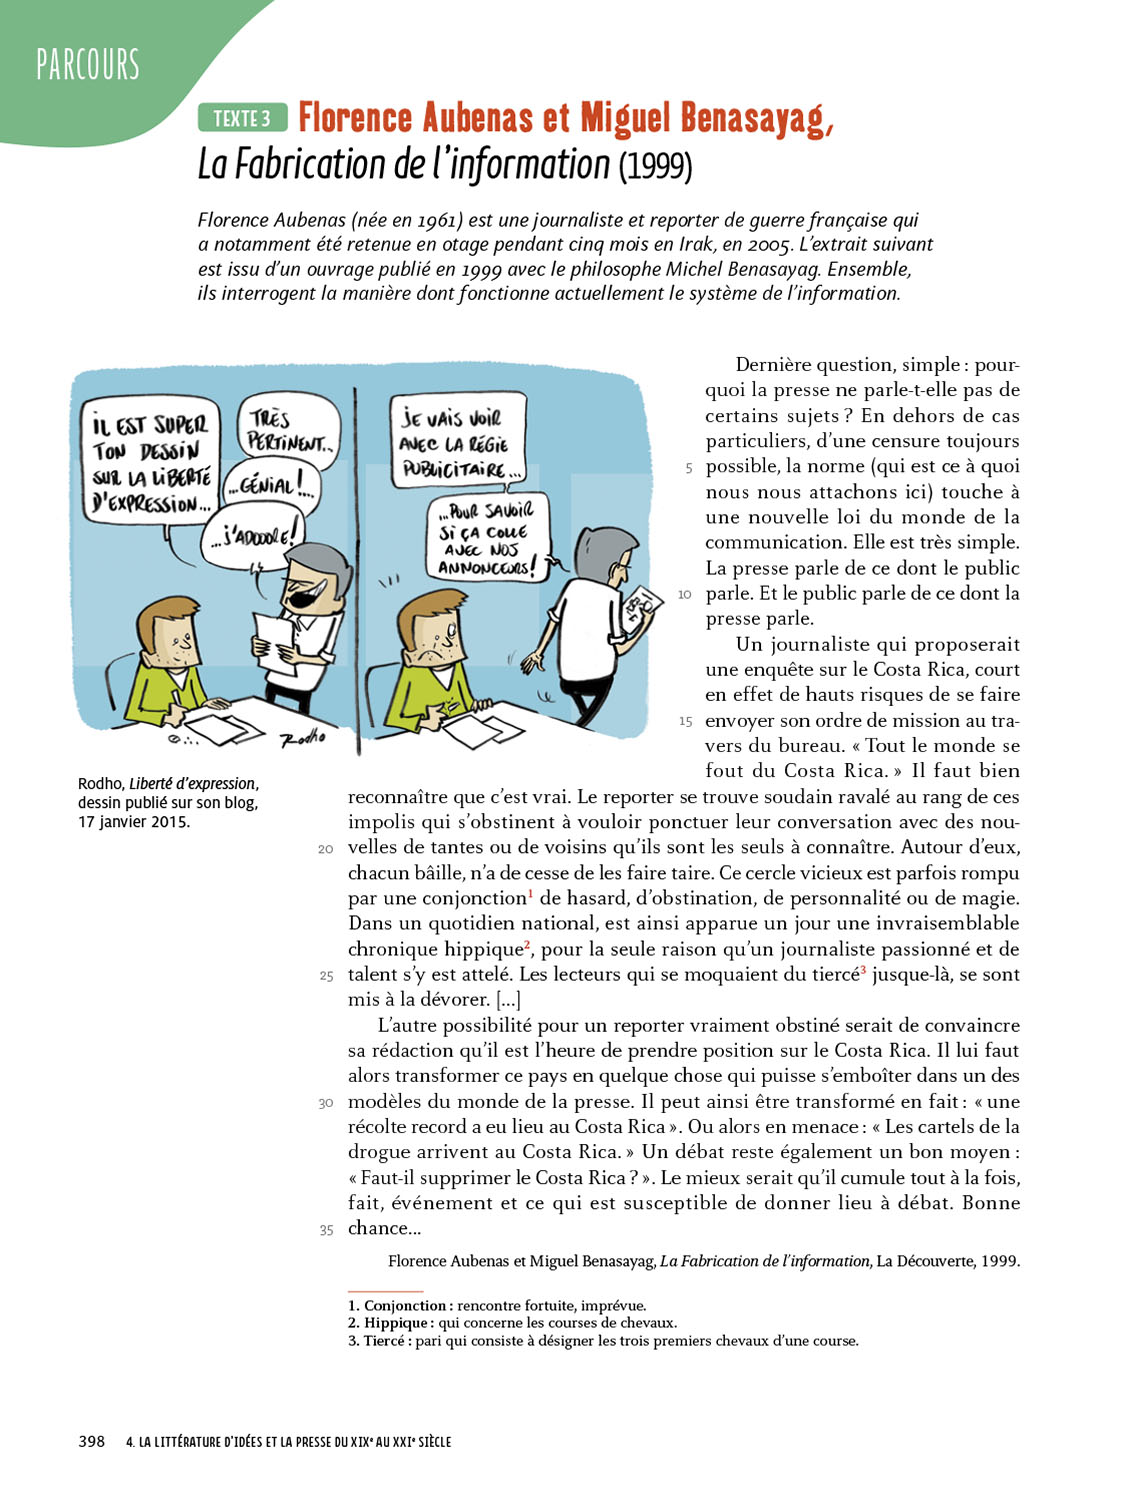 PARCOURS
TEXTE 3 Florence Aubenas et Miguel Benasayag,
La Fabrication de l'information (1999)
Florence Aubenas (née en 1961) est une journaliste et reporter de guerre française qui
a notamment été retenue en otage pendant cinq mois en Irak, en 2005. L'extrait suivant
est issu d'un ouvrage publié en 1999 avec le philosophe Michel Benasayag. Ensemble,
ils interrogent la manière dont fonctionne actuellement le système de l'information.
IL EST SUPER
TON DESSIN
SUR LA LIBERTÉ
D'EXPRESSION...
TRÈS
PERTINENT...
...GÉNIAL!...
...J'ADOOORE!
JE VAIS VOIR
AVEC LA RÉGIE
PUBLICITAIRE...
...POUR SAVOIR
SI ÇA COLLE
AVEC NOS
ANNONCEURS!
Rodho
Rodho, Liberté d'expression,
dessin publié sur son blog,
17 janvier 2015.
Dernière question, simple : pour-
quoi la presse ne parle-t-elle pas de
certains sujets ? En dehors de cas
particuliers, d'une censure toujours
5 possible, la norme (qui est ce à quoi
nous nous attachons ici) touche à
une nouvelle loi du monde de la
communication. Elle est très simple.
La presse parle de ce dont le public
10 parle. Et le public parle de ce dont la
presse parle.
Un journaliste qui proposerait
une enquête sur le Costa Rica, court
en effet de hauts risques de se faire
15 envoyer son ordre de mission au tra-
vers du bureau. « Tout le monde se
fout du Costa Rica. » Il faut bien
reconnaître que c'est vrai. Le reporter se trouve soudain ravalé au rang de ces
impolis qui s'obstinent à vouloir ponctuer leur conversation avec des nou-
20 velles de tantes ou de voisins qu'ils sont les seuls à connaître. Autour d'eux,
chacun bâille, n'a de cesse de les faire taire. Ce cercle vicieux est parfois rompu
par une conjonction1 de hasard, d'obstination, de personnalité ou de magie.
Dans un quotidien national, est ainsi apparue un jour une invraisemblable
chronique hippique2, pour la seule raison qu'un journaliste passionné et de
25 talent s'y est attelé. Les lecteurs qui se moquaient du tiercé3 jusque-là, se sont
mis à la dévorer. [...]
L'autre possibilité pour un reporter vraiment obstiné serait de convaincre
sa rédaction qu'il est l'heure de prendre position sur le Costa Rica. Il lui faut
alors transformer ce pays en quelque chose qui puisse s'emboîter dans un des
30 modèles du monde de la presse. Il peut ainsi être transformé en fait : « une
récolte record a eu lieu au Costa Rica ». Ou alors en menace : « Les cartels de la
drogue arrivent au Costa Rica. » Un débat reste également un bon moyen :
« Faut-il supprimer le Costa Rica ? ». Le mieux serait qu'il cumule tout à la fois,
fait, événement et ce qui est susceptible de donner lieu à débat. Bonne
35 chance...
Florence Aubenas et Miguel Benasayag, La Fabrication de l'information, La Découverte, 1999.
1. Conjonction : rencontre fortuite, imprévue.
2. Hippique : qui concerne les courses de chevaux.
3. Tiercé : pari qui consiste à désigner les trois premiers chevaux d'une course.
398 4. LA LITTÉRATURE D'IDÉES ET LA PRESSE DU XIXe AU XXIe SIÈCLE